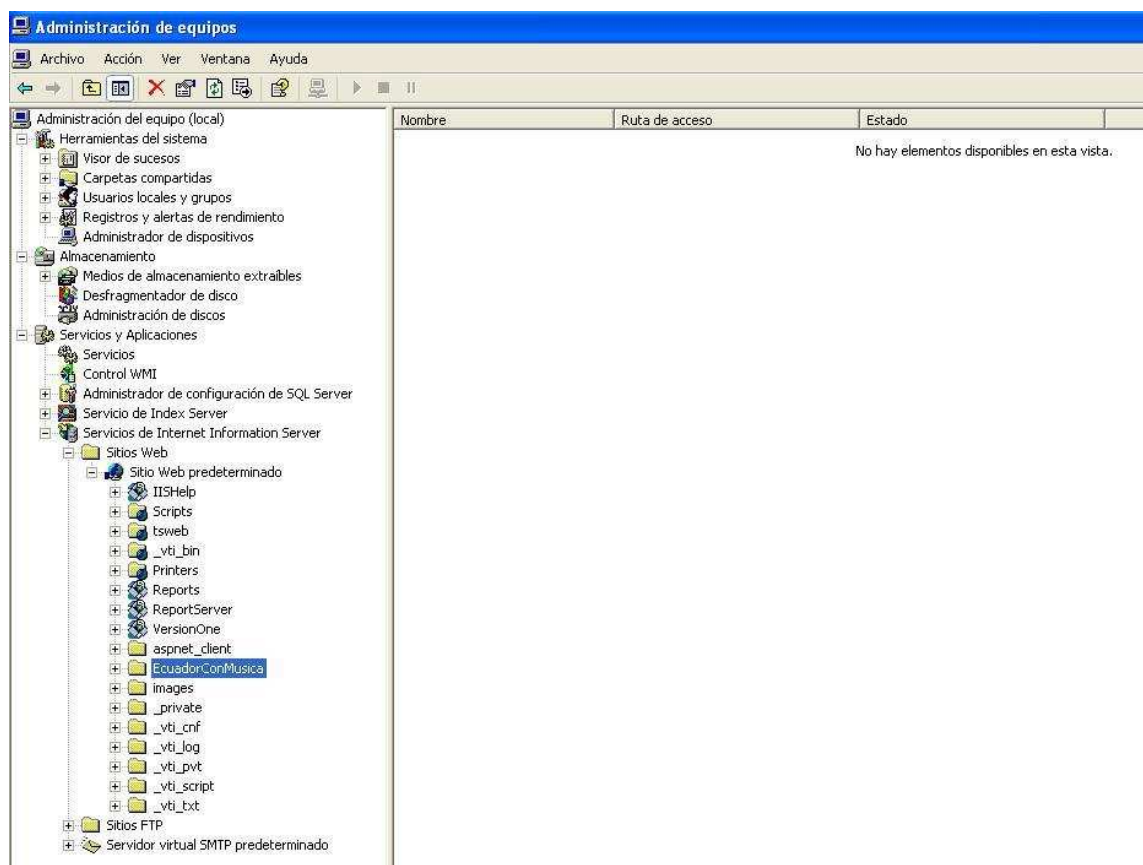 Administración de equipos
Archivo Acción Ver Ventana Ayuda
Administración del equipo (local)
Herramientas del sistema
Visor de sucesos
Carpetas compartidas
Usuarios locales y grupos
Registros y alertas de rendimiento
Administrador de dispositivos
Almacenamiento
Medios de almacenamiento extraíbles
Desfragmentador de disco
Administración de discos
Servicios y Aplicaciones
Servicios
Control WMI
Administrador de configuración de SQL Server
Servicio de Index Server
Servicios de Internet Information Server
Sitios Web
Sitio Web predeterminado
IISHelp
Scripts
tsweb
_vti_bin
Printers
Reports
ReportServer
VersionOne
aspnet_client
EcuadorConMusica
images
_private
_vti_cnf
_vti_log
_vti_pvt
_vti_script
_vti_txt
Sitios FTP
Servidor virtual SMTP predeterminado
Nombre Ruta de acceso Estado
No hay elementos disponibles en esta vista.